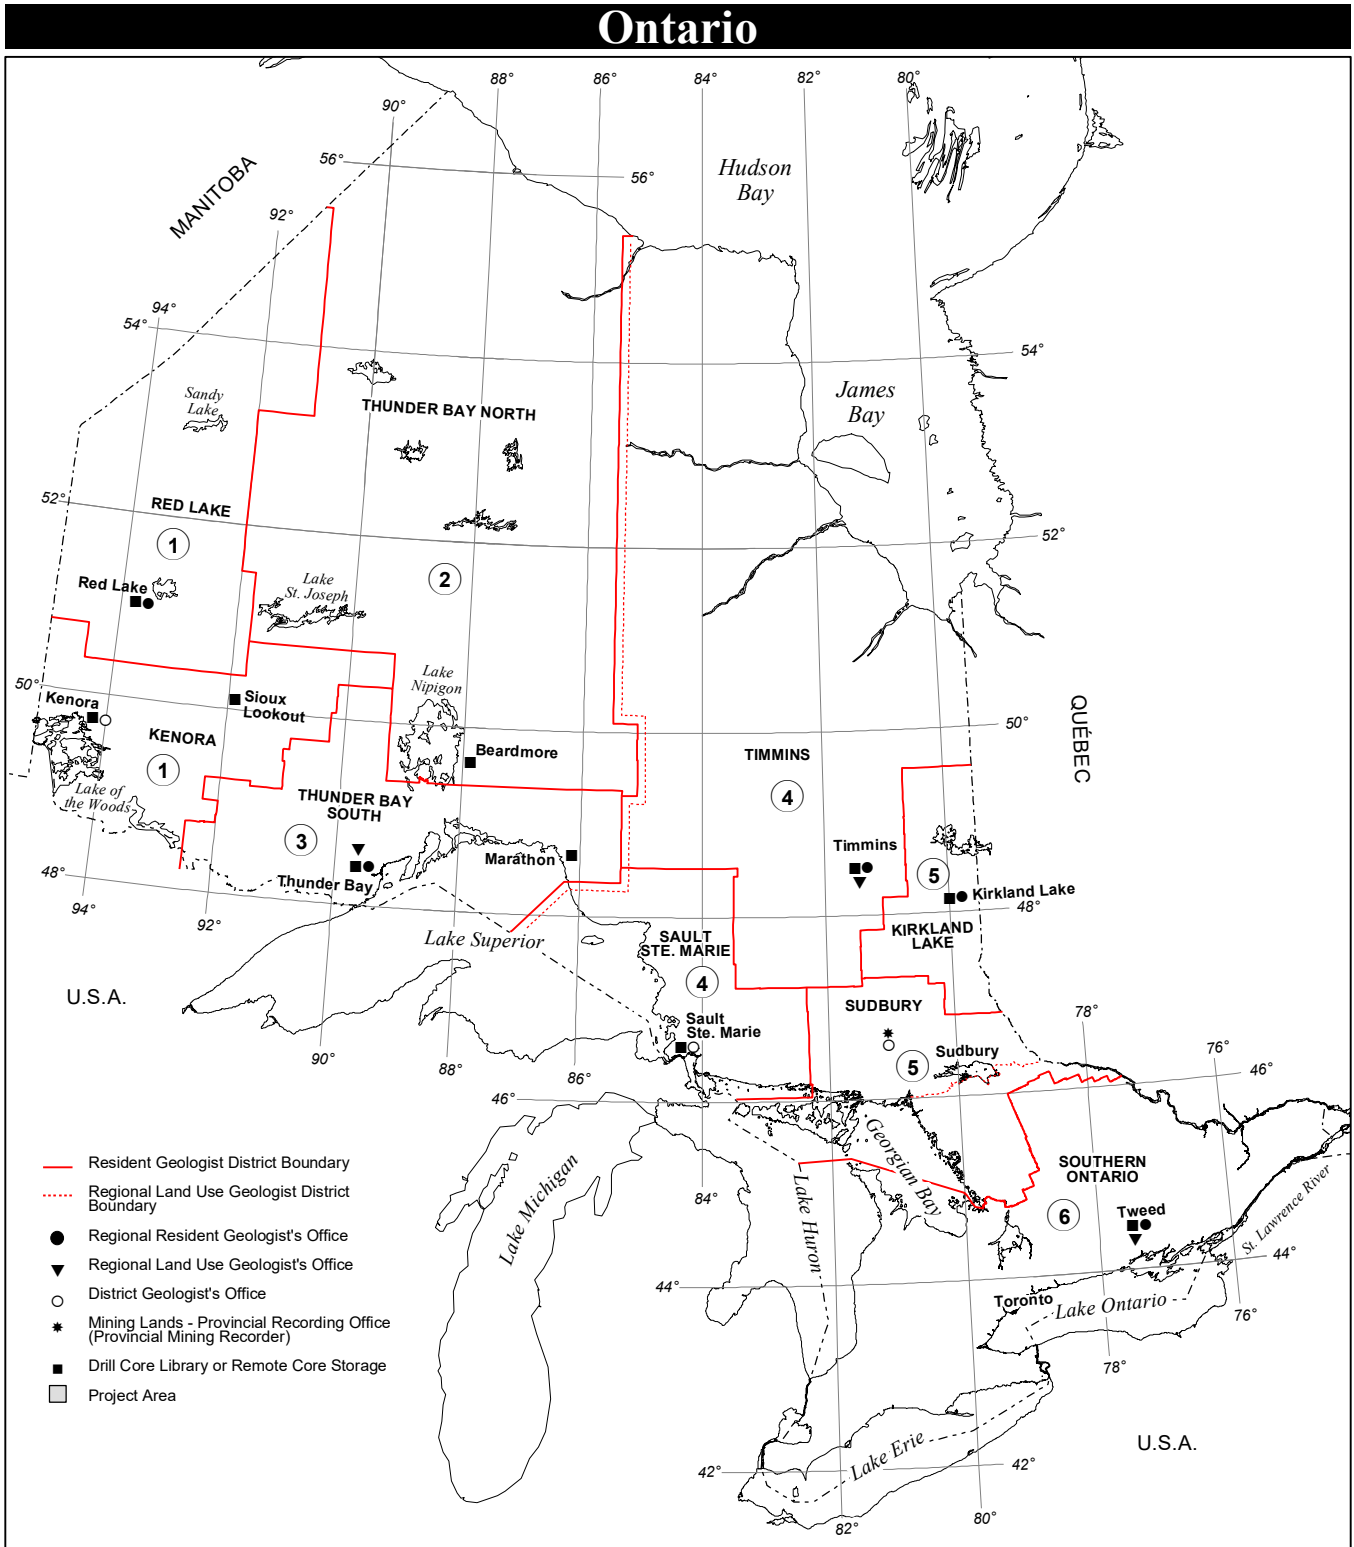 Ontario
88°
86°
84°
82°
80°
90°
56°
56°
Hudson
Bay
MANITOBA
92°
94°
54°
54°
Sandy
Lake
THUNDER BAY NORTH
James
Bay
52°
RED LAKE
52°
1
2
Red Lake
Lake
St. Joseph
50°
Kenora
Sioux
Lookout
Lake
Nipigon
50°
QUÉBEC
KENORA
1
Beardmore
TIMMINS
4
Lake of
the Woods
THUNDER BAY
SOUTH
3
Thunder Bay
Marathon
Timmins
5
Kirkland Lake
48°
48°
94°
92°
KIRKLAND
LAKE
Lake Superior
SAULT
STE. MARIE
4
U.S.A.
SUDBURY
78°
Sault
Ste. Marie
Sudbury
5
76°
90°
88°
86°
46°
46°
Georgian Bay
Lake Michigan
Lake Huron
84°
SOUTHERN
ONTARIO
6
Tweed
St. Lawrence River
44°
44°
Toronto
Lake Ontario
76°
78°
Lake Erie
U.S.A.
42°
42°
82°
80°
Resident Geologist District Boundary
Regional Land Use Geologist District
Boundary
Regional Resident Geologist's Office
Regional Land Use Geologist's Office
District Geologist's Office
Mining Lands - Provincial Recording Office
(Provincial Mining Recorder)
Drill Core Library or Remote Core Storage
Project Area